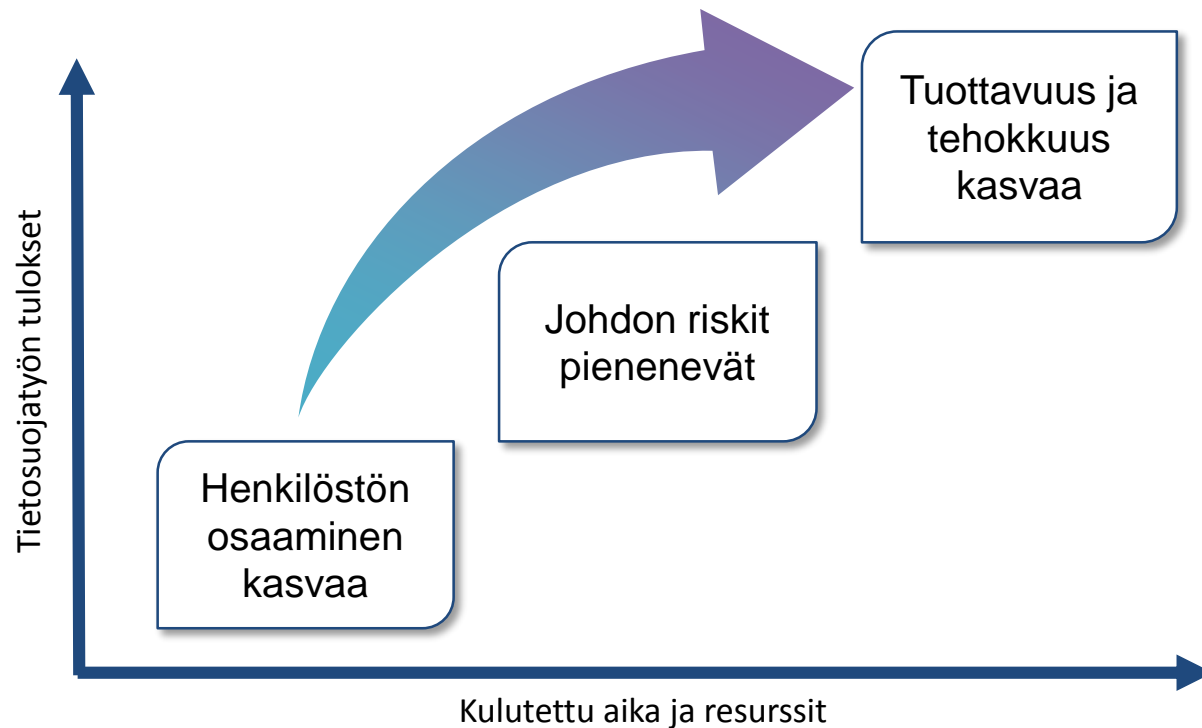 Tietosuojatyön tulokset
Tuottavuus ja
tehokkuus
kasvaa
Johdon riskit
pienenevät
Henkilöstön
osaaminen
kasvaa
Kulutettu aika ja resurssit